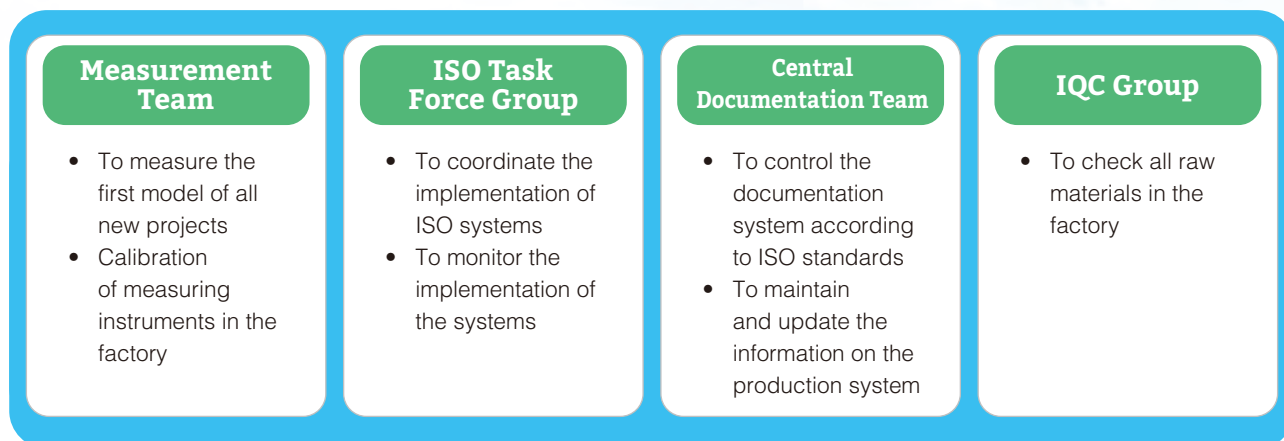 Measurement
Team
• To measure the
first model of all
new projects
• Calibration
of measuring
instruments in the
factory
ISO Task
Force Group
• To coordinate the
implementation of
ISO systems
• To monitor the
implementation of
the systems
Central
Documentation Team
• To control the
documentation
system according
to ISO standards
• To maintain
and update the
information on the
production system
IQC Group
• To check all raw
materials in the
factory